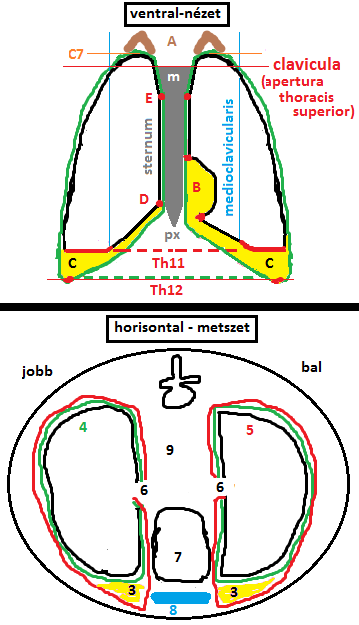 ventral-nézet
A
C7
clavicula
(apertura
thoracis
superior)
m
E
sternum
medioclavicularis
B
D
px
C
Th11
C
Th12
horisontal - metszet
jobb
bal
4
5
9
6
6
7
3
3
8